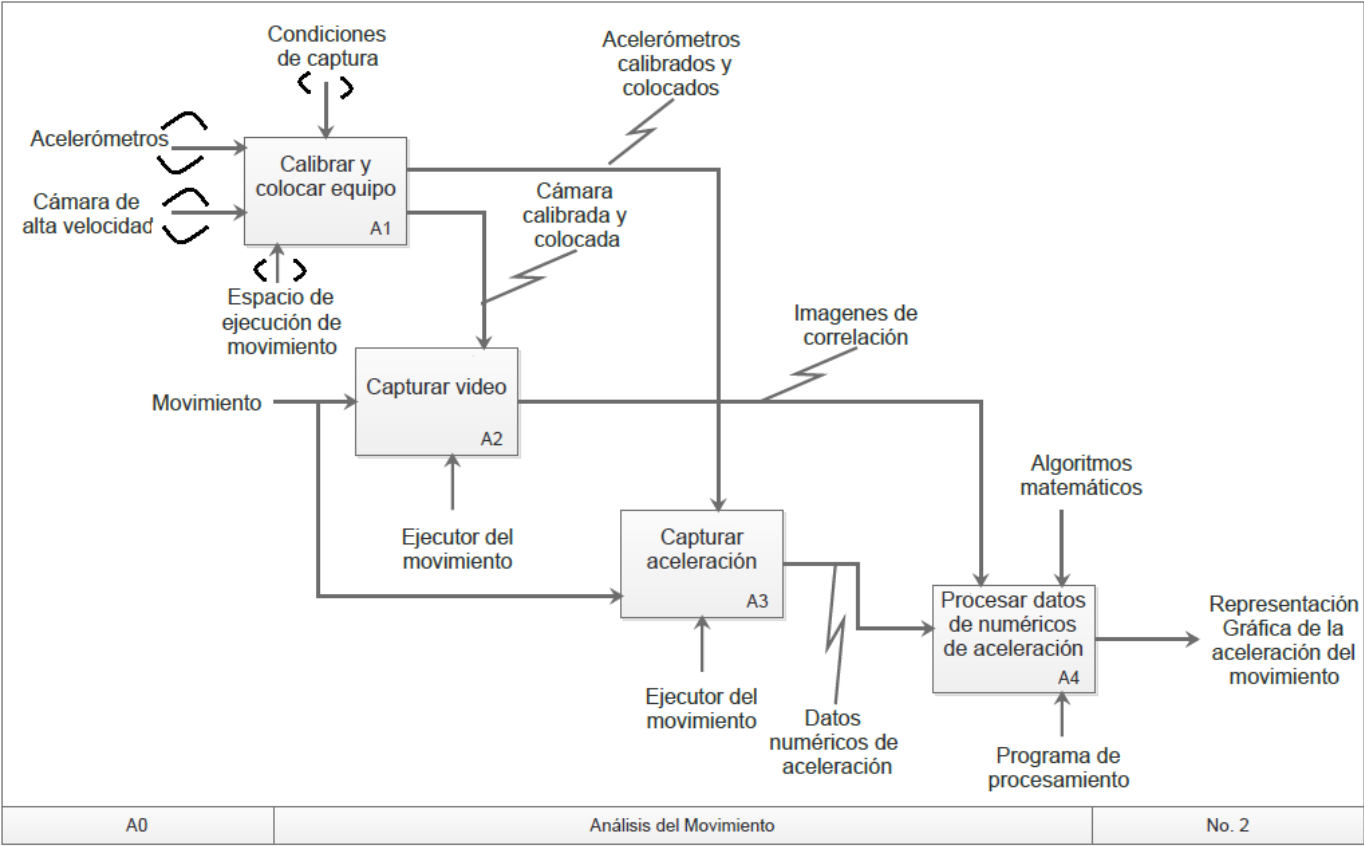 Condiciones
de captura
Acelerómetros
calibrados y
colocados
Acelerómetros
Calibrar y
colocar equipo
A1
Cámara de
alta velocidad
Cámara
calibrada y
colocada
Espacio de
ejecución de
movimiento
Imagenes de
correlación
Movimiento
Capturar video
A2
Algoritmos
matemáticos
Ejecutor del
movimiento
Capturar
aceleración
A3
Procesar datos
de numéricos
de aceleración
A4
Representación
Gráfica de la
aceleración del
movimiento
Ejecutor del
movimiento
Datos
numéricos de
aceleración
Programa de
procesamiento
A0
Análisis del Movimiento
No. 2